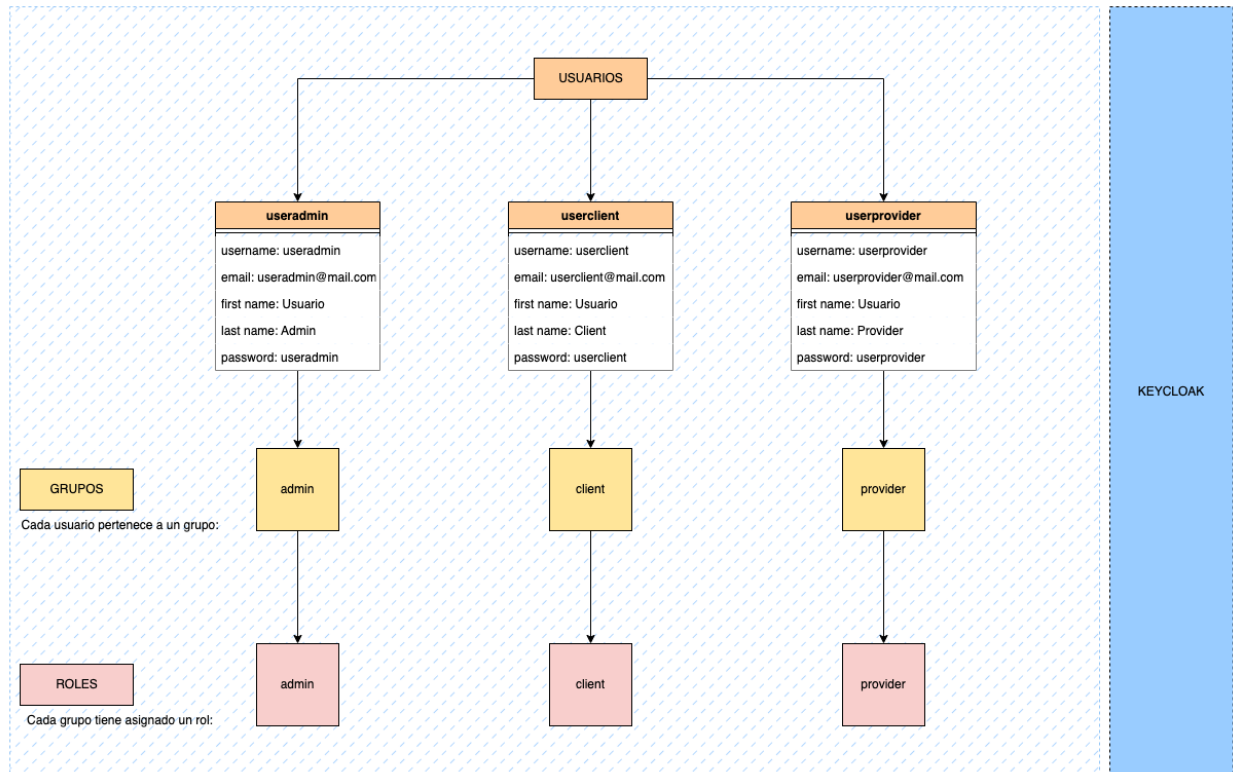 USUARIOS
useradmin
username: useradmin
email: useradmin@mail.com
first name: Usuario
last name: Admin
password: useradmin
userclient
username: userclient
email: userclient@mail.com
first name: Usuario
last name: Client
password: userclient
userprovider
username: userprovider
email: userprovider@mail.com
first name: Usuario
last name: Provider
password: userprovider
KEYCLOAK
GRUPOS
Cada usuario pertenece a un grupo:
admin
client
provider
ROLES
Cada grupo tiene asignado un rol:
admin
client
provider